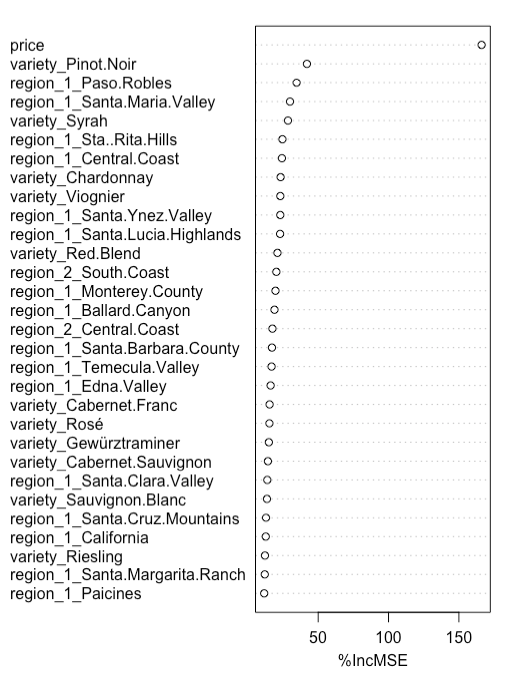 price
variety_Pinot.Noir
region_1_Paso.Robles
region_1_Santa.Maria.Valley
variety_Syrah
region_1_Sta..Rita.Hills
region_1_Central.Coast
variety_Chardonnay
variety_Viognier
region_1_Santa.Ynez.Valley
region_1_Santa.Lucia.Highlands
variety_Red.Blend
region_2_South.Coast
region_1_Monterey.County
region_1_Ballard.Canyon
region_2_Central.Coast
region_1_Santa.Barbara.County
region_1_Temecula.Valley
region_1_Edna.Valley
variety_Cabernet.Franc
variety_Rosé
variety_Gewürztraminer
variety_Cabernet.Sauvignon
region_1_Santa.Clara.Valley
variety_Sauvignon.Blanc
region_1_Santa.Cruz.Mountains
region_1_California
variety_Riesling
region_1_Santa.Margarita.Ranch
region_1_Paicines
50 100 150
%IncMSE